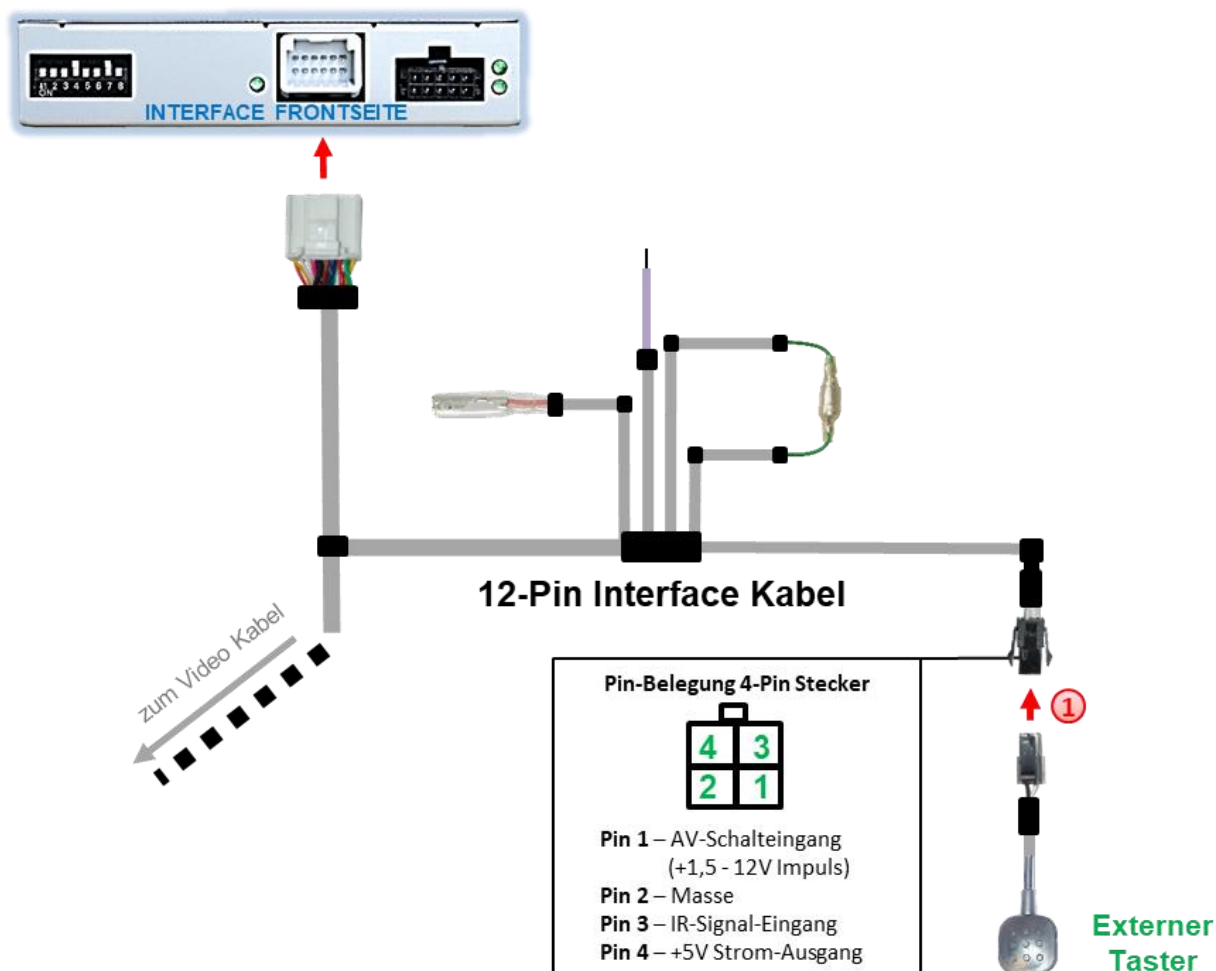 ON
1 2 3 4 5 6 7 8
INTERFACE FRONTSEITE
12-Pin Interface Kabel
zum Video Kabel
Pin-Belegung 4-Pin Stecker
4 3
2 1
Pin 1 – AV-Schalteingang
(+1,5 - 12V Impuls)
Pin 2 – Masse
Pin 3 – IR-Signal-Eingang
Pin 4 – +5V Strom-Ausgang
1
Externer
Taster